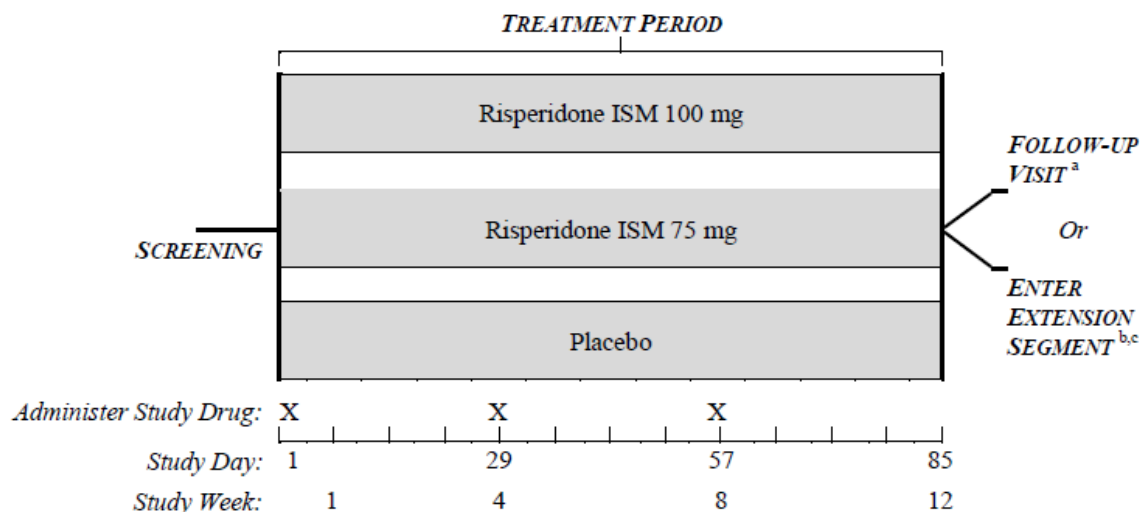 TREATMENT PERIOD
Risperidone ISM 100 mg
FOLLOW-UP
VISIT a
Risperidone ISM 75 mg
Or
SCREENING
ENTER
EXTENSION
SEGMENT b,c
Placebo
Administer Study Drug: X X X
Study Day: 1 29 57 85
Study Week: 1 4 8 12